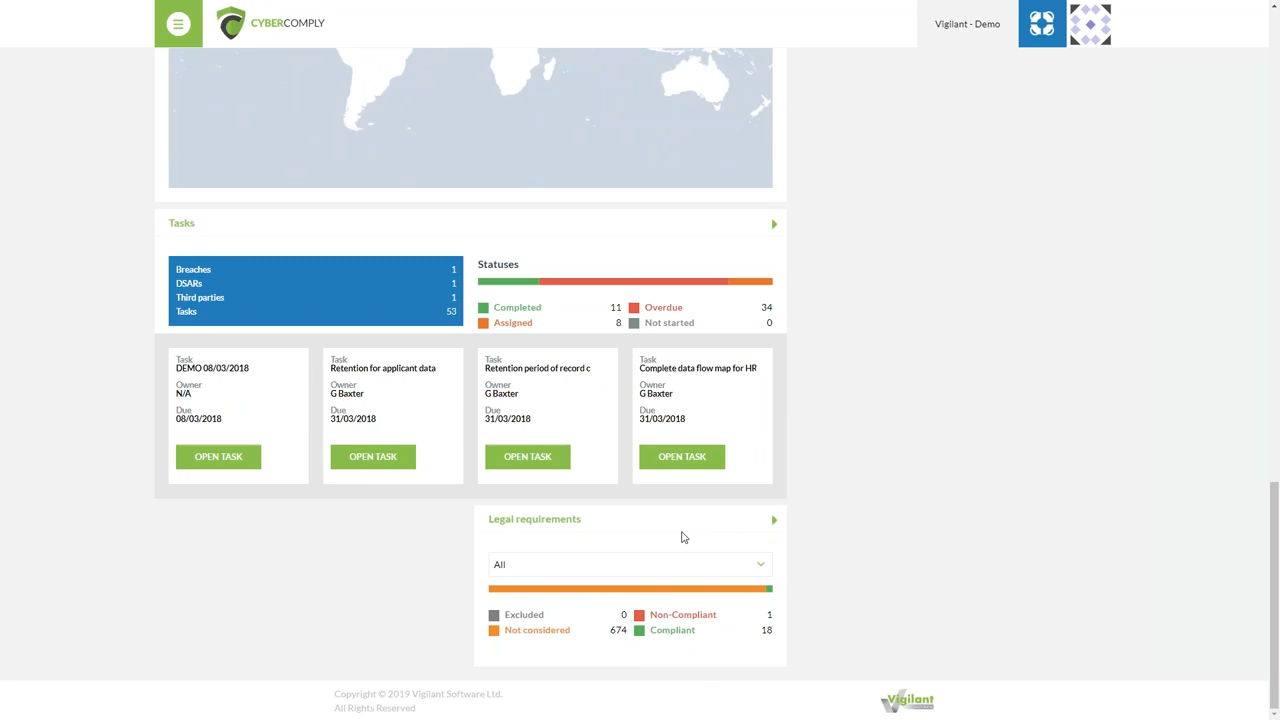 CYBERCOMPLY
Vigilant - Demo
Tasks
Breaches 1
DSARs 1
Third parties 1
Tasks 53
Statuses
Completed 11 Overdue 34
Assigned 8 Not started 0
Task
DEMO 08/03/2018
Owner
N/A
Due
08/03/2018
OPEN TASK
Task
Retention for applicant data
Owner
G Baxter
Due
31/03/2018
OPEN TASK
Task
Retention period of record c
Owner
G Baxter
Due
31/03/2018
OPEN TASK
Task
Complete data flow map for HR
Owner
G Baxter
Due
31/03/2018
OPEN TASK
Legal requirements
All
Excluded 0 Non-Compliant 1
Not considered 674 Compliant 18
Copyright © 2019 Vigilant Software Ltd.
All Rights Reserved
Vigilant